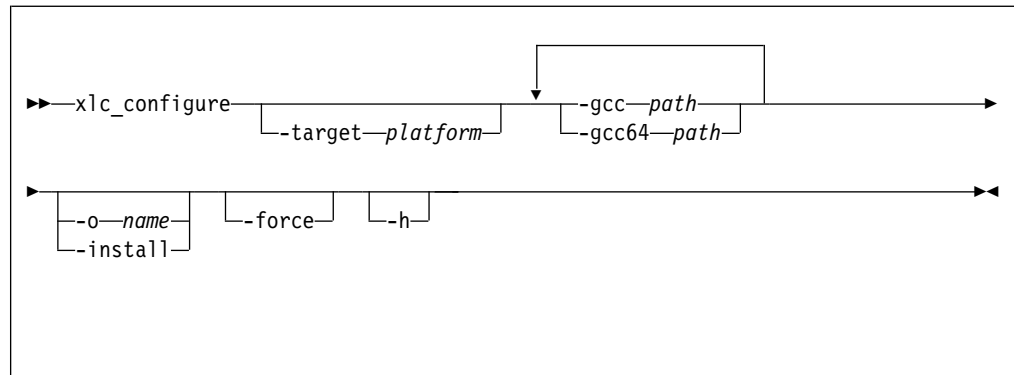 xlc_configure -target platform -gcc path
-gcc64 path
-o name -force -h
-install